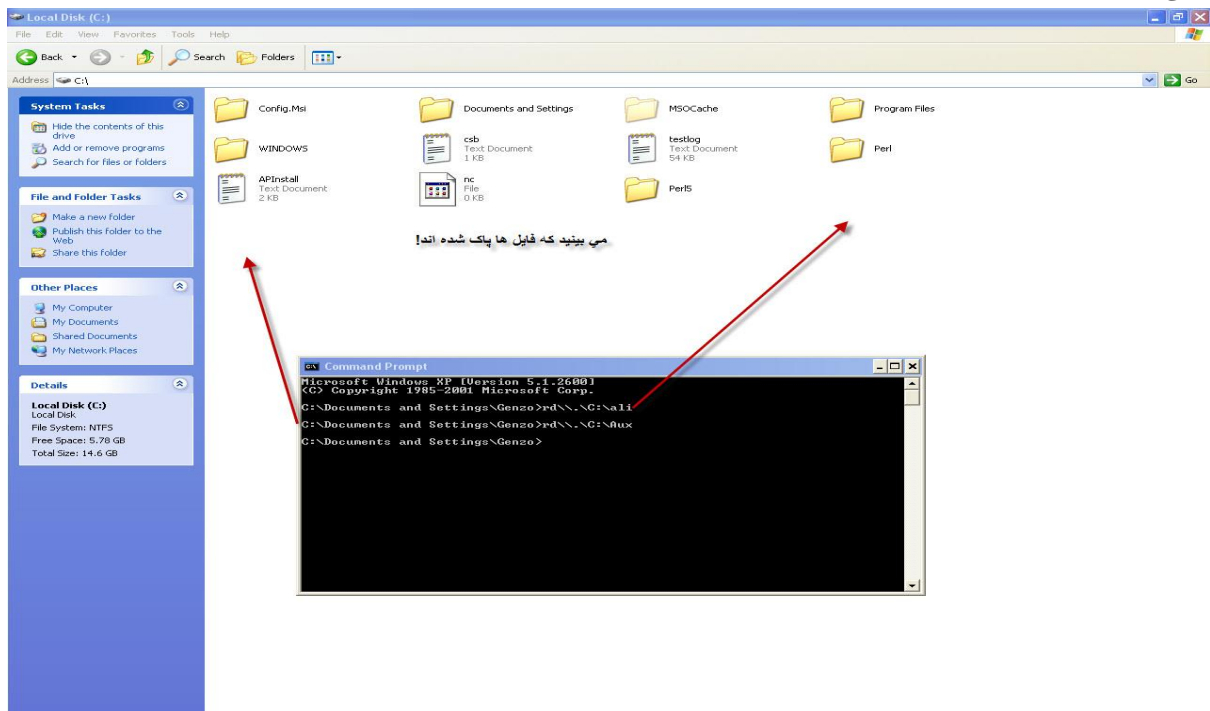 Local Disk (C:)
File Edit View Favorites Tools Help
Back Search Folders
Address C:\ Go
System Tasks
Hide the contents of this
drive
Add or remove programs
Search for files or folders
File and Folder Tasks
Make a new folder
Publish this folder to the
Web
Share this folder
Other Places
My Computer
My Documents
Shared Documents
My Network Places
Details
Local Disk (C:)
Local Disk
File System: NTFS
Free Space: 5.78 GB
Total Size: 14.6 GB
Config.Msi
Documents and Settings
MSOCache
Program Files
WINDOWS
csb
Text Document
1 KB
testlog
Text Document
54 KB
Perl
APInstall
Text Document
2 KB
nc
File
0 KB
Perl5
مي بينيد كه فايل ها پاک شده اند!
Command Prompt
Microsoft Windows XP [Version 5.1.2600]
(C) Copyright 1985-2001 Microsoft Corp.
C:\Documents and Settings\Genzo>rd\\.\C:\ali
C:\Documents and Settings\Genzo>rd\\.\C:\Aux
C:\Documents and Settings\Genzo>